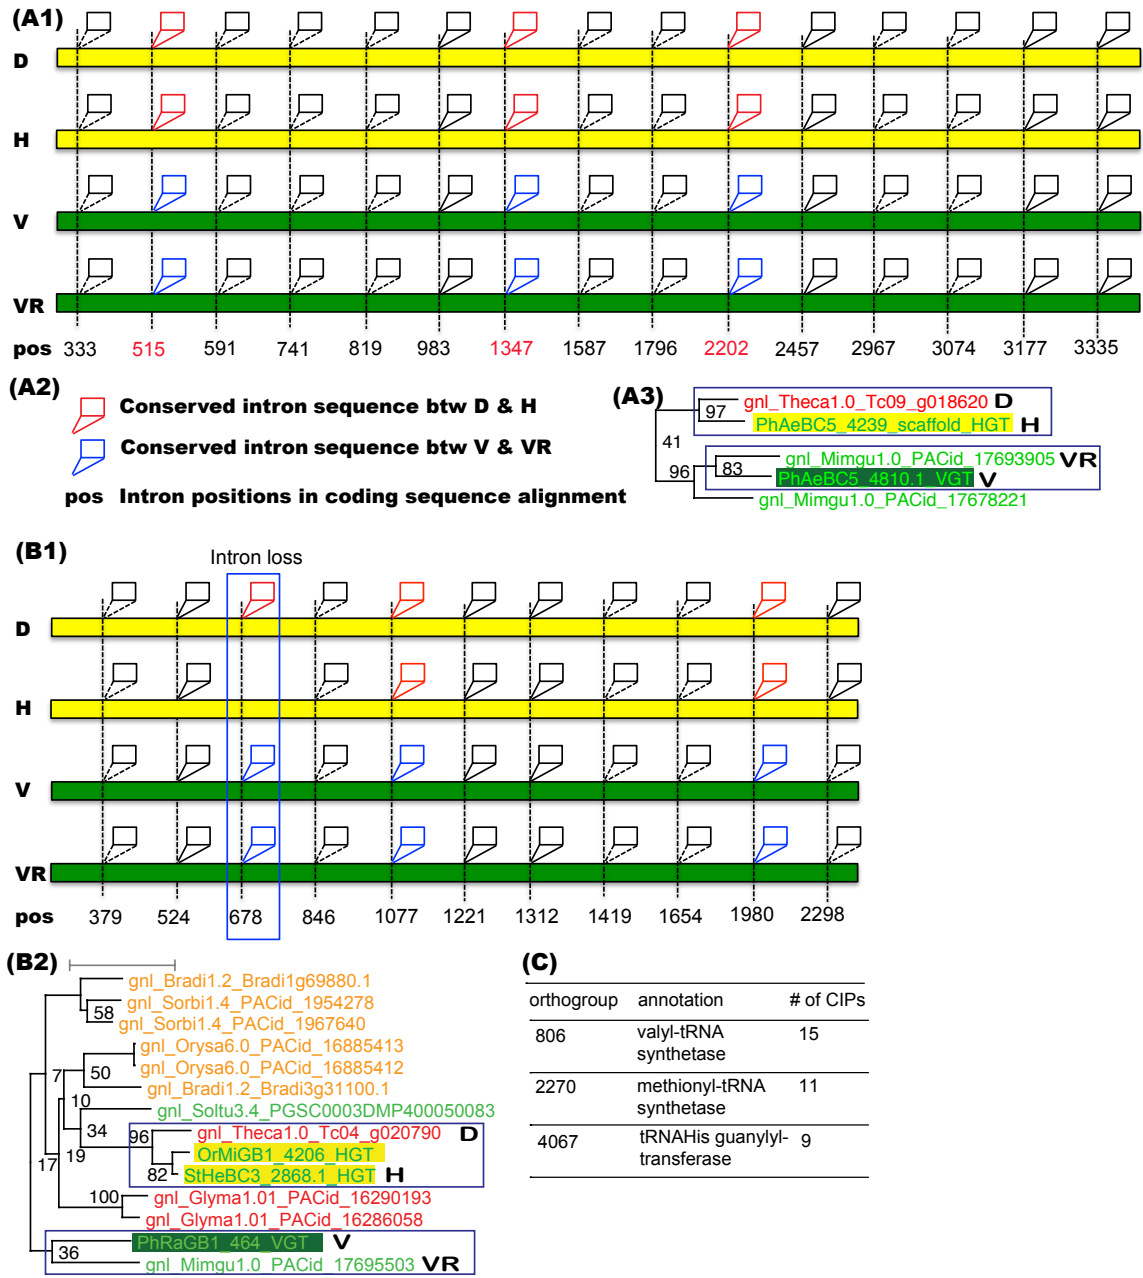 (A1)
D
H
V
VR
pos 333 515 591 741 819 983 1347 1587 1796 2202 2457 2967 3074 3177 3335
(A2)
Conserved intron sequence btw D & H
Conserved intron sequence btw V & VR
pos Intron positions in coding sequence alignment
(A3)
gnl_Theca1.0_Tc09_g018620 D
97
PhAeBC5_4239_scaffold_HGT H
41
gnl_Mimgu1.0_PACid_17693905 VR
96 83
PhAeBC5_4810.1_VGT V
gnl_Mimgu1.0_PACid_17678221
(B1)
Intron loss
D
H
V
VR
pos 379 524 678 846 1077 1221 1312 1419 1654 1980 2298
(B2)
gnl_Bradi1.2_Bradi1g69880.1
gnl_Sorbi1.4_PACid_1954278
58
gnl_Sorbi1.4_PACid_1967640
gnl_Orysa6.0_PACid_16885413
7 50
gnl_Orysa6.0_PACid_16885412
gnl_Bradi1.2_Bradi3g31100.1
10
gnl_Soltu3.4_PGSC0003DMP400050083
34
96 gnl_Theca1.0_Tc04_g020790 D
17 19
OrMiGB1_4206_HGT
82 StHeBC3_2868.1_HGT H
100 gnl_Glyma1.01_PACid_16290193
gnl_Glyma1.01_PACid_16286058
PhRaGB1_464_VGT V
36
gnl_Mimgu1.0_PACid_17695503 VR
(C)
orthogroup annotation # of CIPs
806 valyl-tRNA synthetase 15
2270 methionyl-tRNA synthetase 11
4067 tRNAHis guanylyl-transferase 9